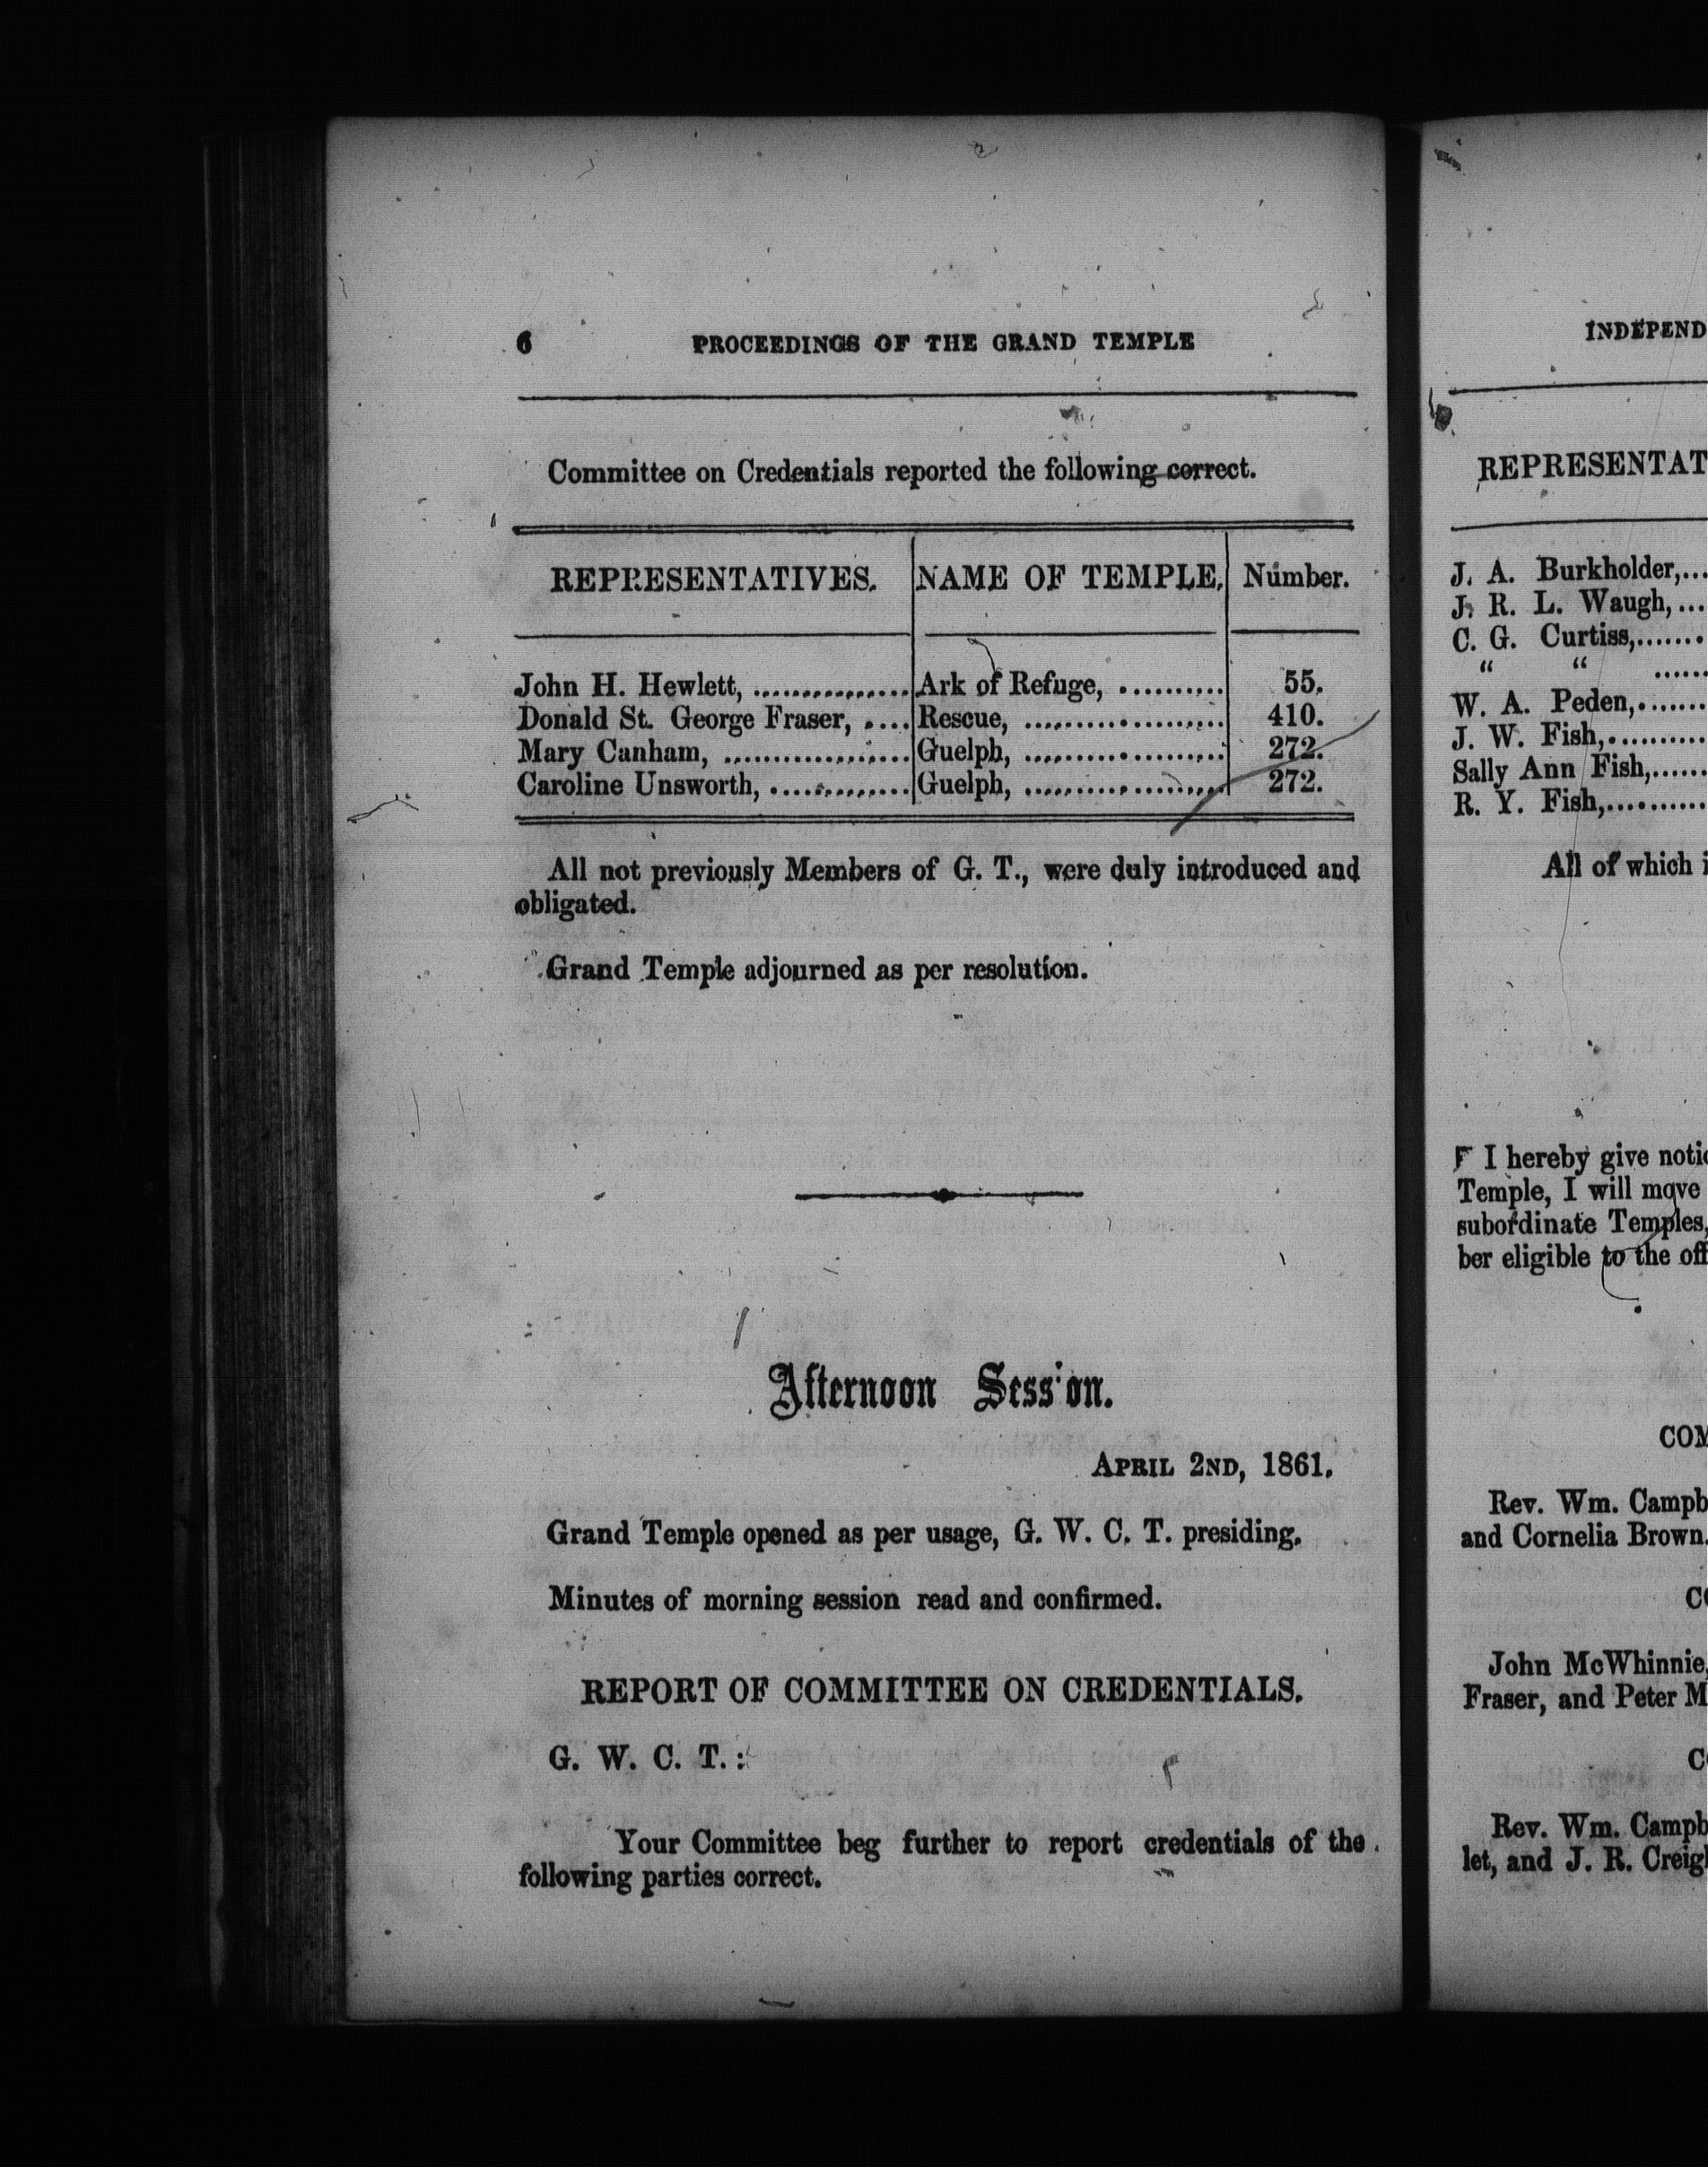 6 PROCEEDINGS OF THE GRAND TEMPLE
Committee on Credentials reported the following correct.
REPRESENTATIVES. NAME OF TEMPLE. Number.
John H. Hewlett, ............... Ark of Refuge, .......... 55.
Donald St. George Fraser, .... Rescue, ................... 410.
Mary Canham, ................. Guelph, ................... 272.
Caroline Unsworth, ............. Guelph, ................... 272.
All not previously Members of G. T., were duly introduced and
obligated.
Grand Temple adjourned as per resolution.
Afternoon Sess on.
APRIL 2ND, 1861.
Grand Temple opened as per usage, G. W. C. T. presiding.
Minutes of morning session read and confirmed.
REPORT OF COMMITTEE ON CREDENTIALS.
G. W. C. T. :
Your Committee beg further to report credentials of the
following parties correct.
INDEPEND
REPRESENTAT
J. A. Burkholder,...
J. R. L. Waugh, ...
C. G. Curtiss,.......
“ “ ......
W. A. Peden,.......
J. W. Fish,..........
Sally Ann Fish,......
R. Y. Fish,..........
All of which i
I hereby give notic
Temple, I will move
subordinate Temples,
ber eligible to the off
COM
Rev. Wm. Campb
and Cornelia Brown.
CO
John McWhinnie,
Fraser, and Peter M
C
Rev. Wm. Campb
let, and J. R. Creigh